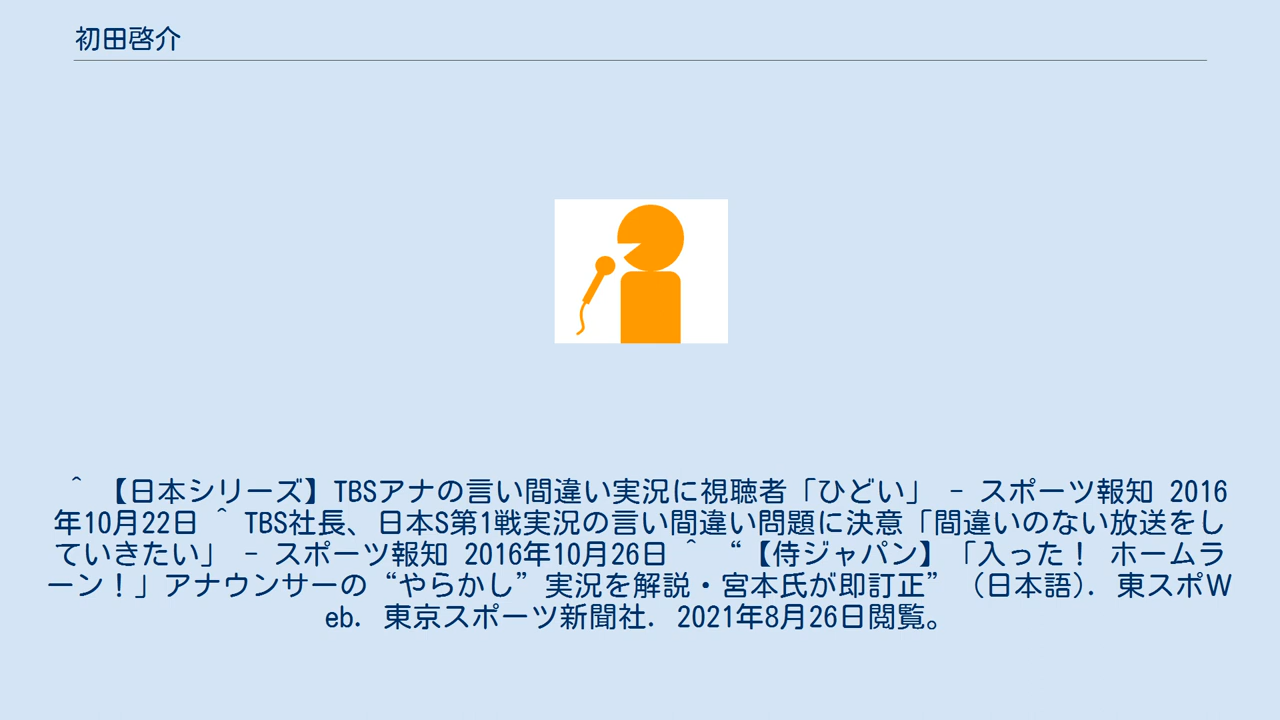 初田啓介
^ 【日本シリーズ】TBSアナの言い間違い実況に視聴者「ひどい」 - スポーツ報知 2016
年10月22日 ^ TBS社長、日本S第1戦実況の言い間違い問題に決意「間違いのない放送をし
ていきたい」 - スポーツ報知 2016年10月26日 ^ “【侍ジャパン】「入った！ ホームラ
ーン！」アナウンサーの“やらかし”実況を解説・宮本氏が即訂正” (日本語). 東スポW
eb. 東京スポーツ新聞社. 2021年8月26日閲覧。